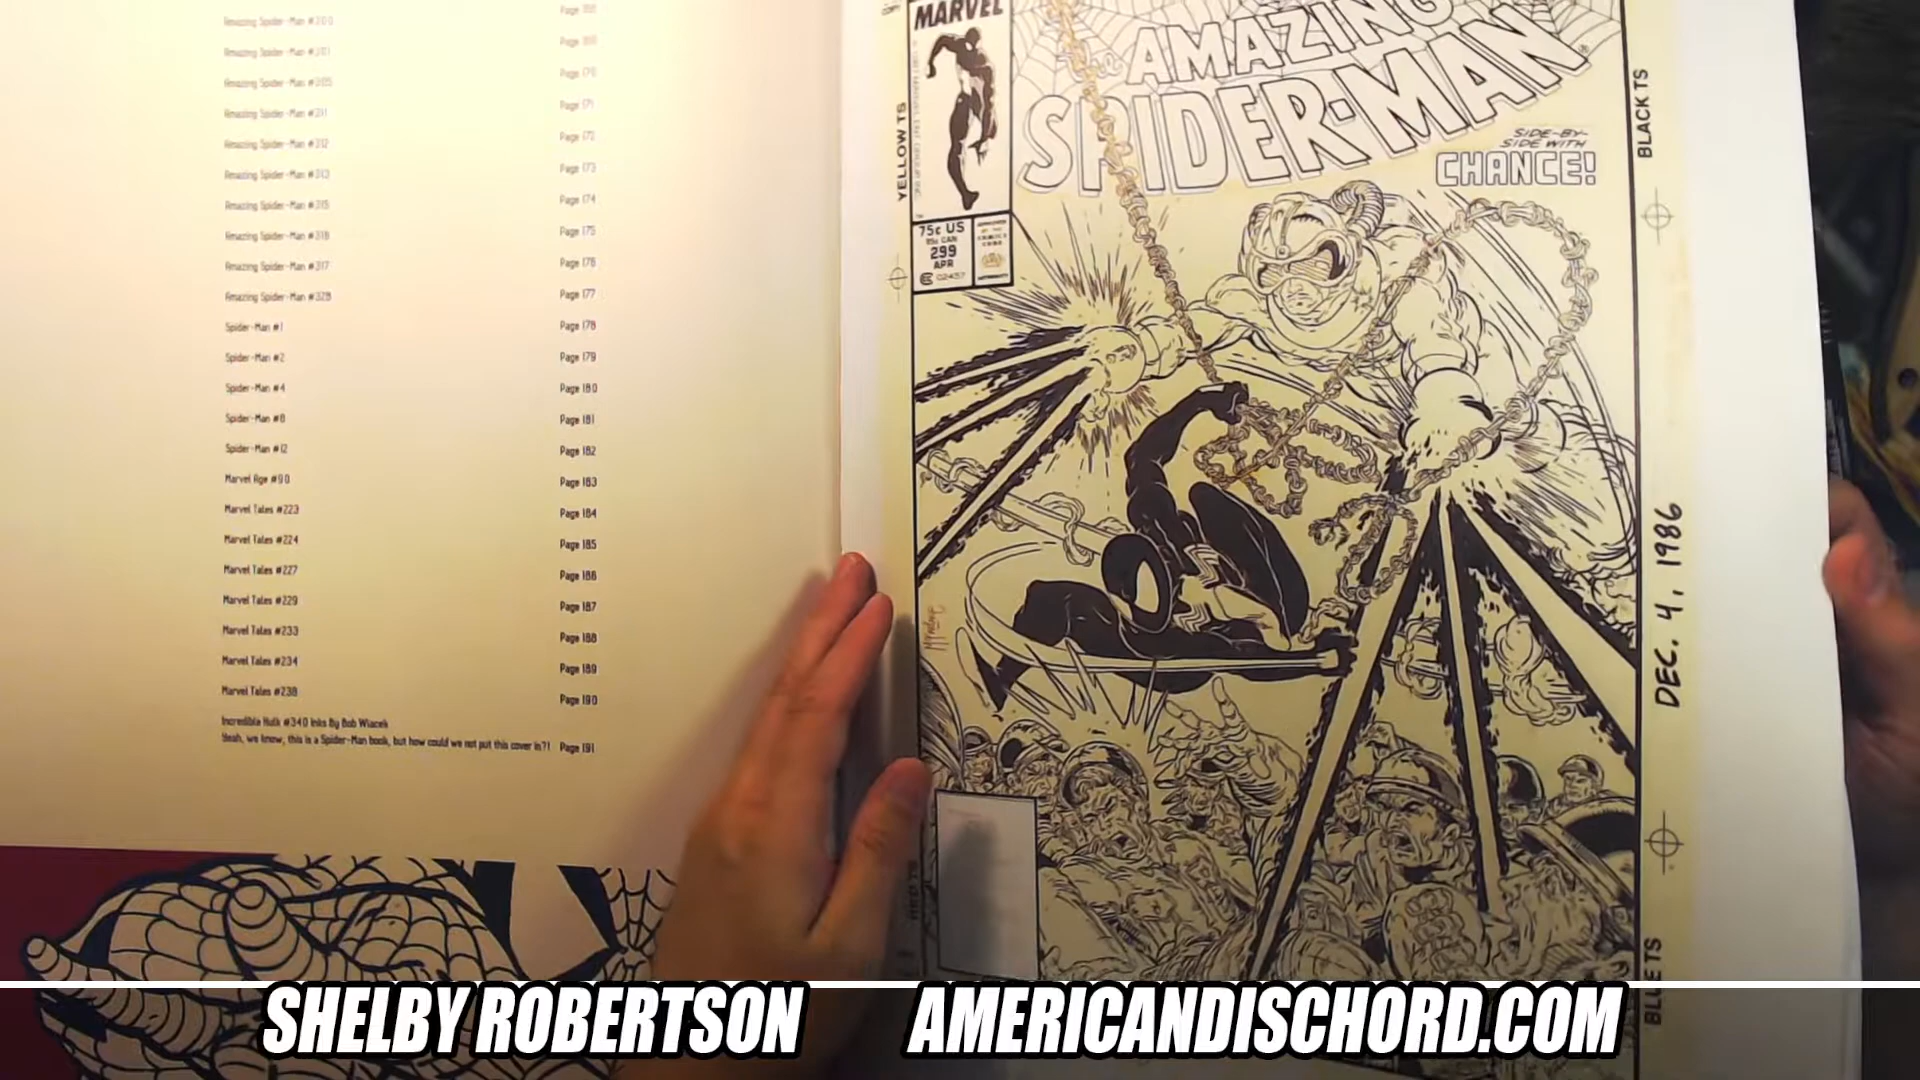 Amazing Spider-Man #300 Page 168
Amazing Spider-Man #301 Page 169
Amazing Spider-Man #305 Page 170
Amazing Spider-Man #311 Page 171
Amazing Spider-Man #312 Page 172
Amazing Spider-Man #313 Page 173
Amazing Spider-Man #315 Page 174
Amazing Spider-Man #316 Page 175
Amazing Spider-Man #317 Page 176
Amazing Spider-Man #328 Page 177
Spider-Man #1 Page 178
Spider-Man #2 Page 179
Spider-Man #4 Page 180
Spider-Man #8 Page 181
Spider-Man #12 Page 182
Marvel Age #90 Page 183
Marvel Tales #223 Page 184
Marvel Tales #224 Page 185
Marvel Tales #227 Page 186
Marvel Tales #229 Page 187
Marvel Tales #233 Page 188
Marvel Tales #234 Page 189
Marvel Tales #238 Page 190
Incredible Hulk #340 Inks By Bob Wiacek
Yeah, we know, this is a Spider-Man book, but how could we not put this cover in?! Page 191
MARVEL
The AMAZING
SPIDER-MAN
SIDE-BY-
SIDE WITH
CHANCE!
75¢ US
95¢ CAN
299
APR
02457
YELLOW TS
BLACK TS
DEC. 4, 1986
McFarlane
RED TS
BLUE TS
SHELBY ROBERTSON
AMERICANDISCHORD.COM